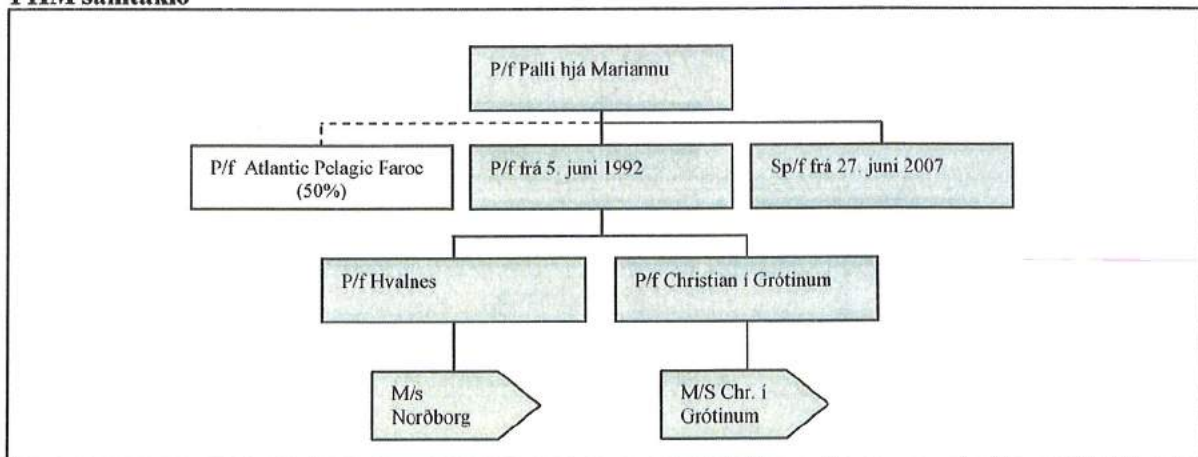 P/f Palli hjá Mariannu
P/f Atlantic Pelagic Faroe
(50%)
P/f frá 5. juni 1992
Sp/f frá 27. juni 2007
P/f Hvalnes
P/f Christian í Grótinum
M/s
Norðborg
M/S Chr. í
Grótinum